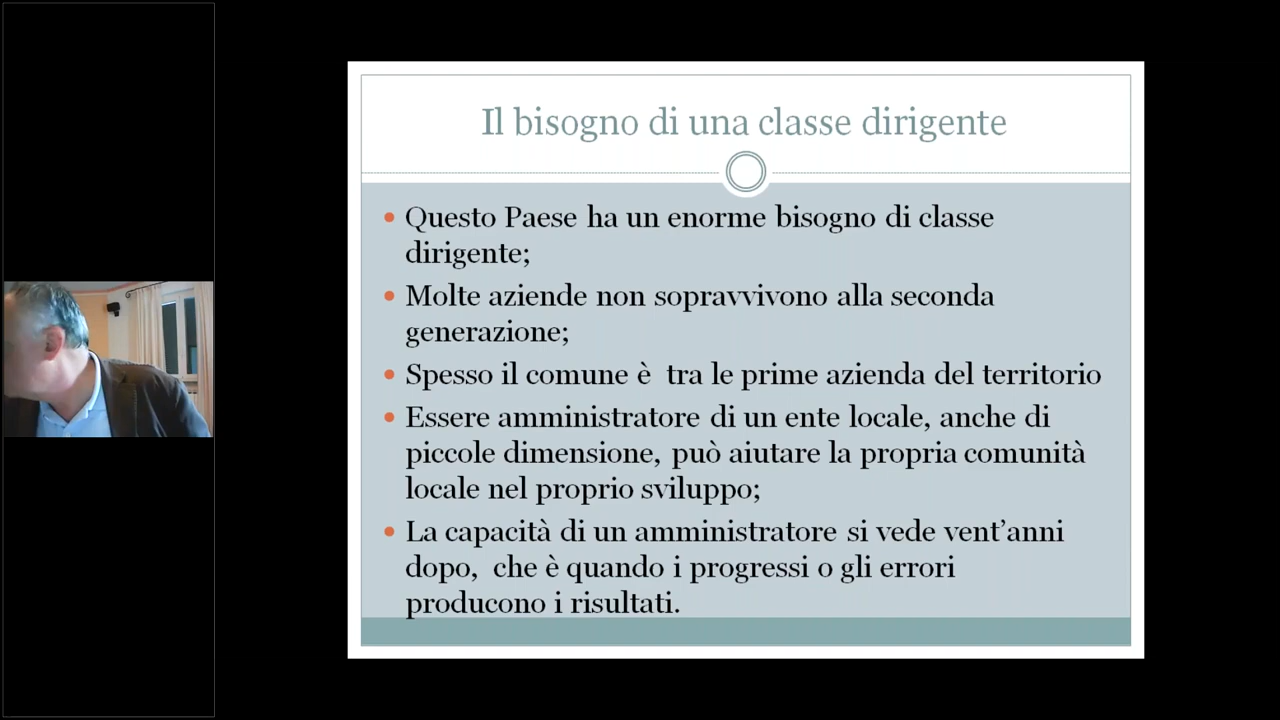 Il bisogno di una classe dirigente
Questo Paese ha un enorme bisogno di classe
dirigente;
Molte aziende non sopravvivono alla seconda
generazione;
Spesso il comune è  tra le prime azienda del territorio
Essere amministratore di un ente locale, anche di
piccole dimensione, può aiutare la propria comunità
locale nel proprio sviluppo;
La capacità di un amministratore si vede vent’anni
dopo,  che è quando i progressi o gli errori
producono i risultati.